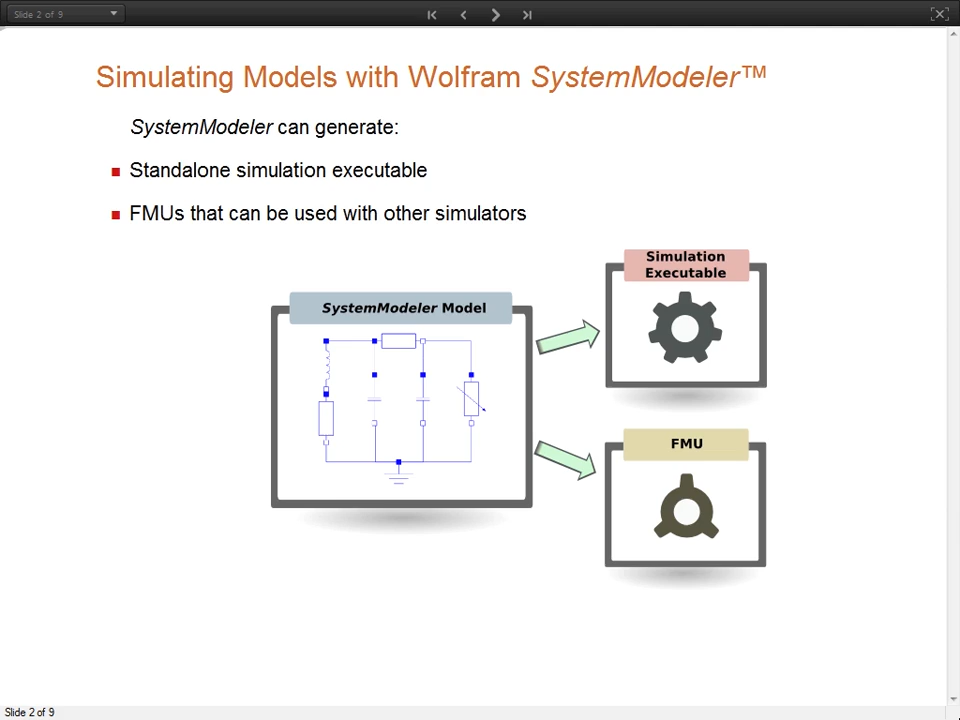 Slide 2 of 9
Simulating Models with Wolfram SystemModeler™
SystemModeler can generate:
Standalone simulation executable
FMUs that can be used with other simulators
SystemModeler Model
Simulation
Executable
FMU
Slide 2 of 9